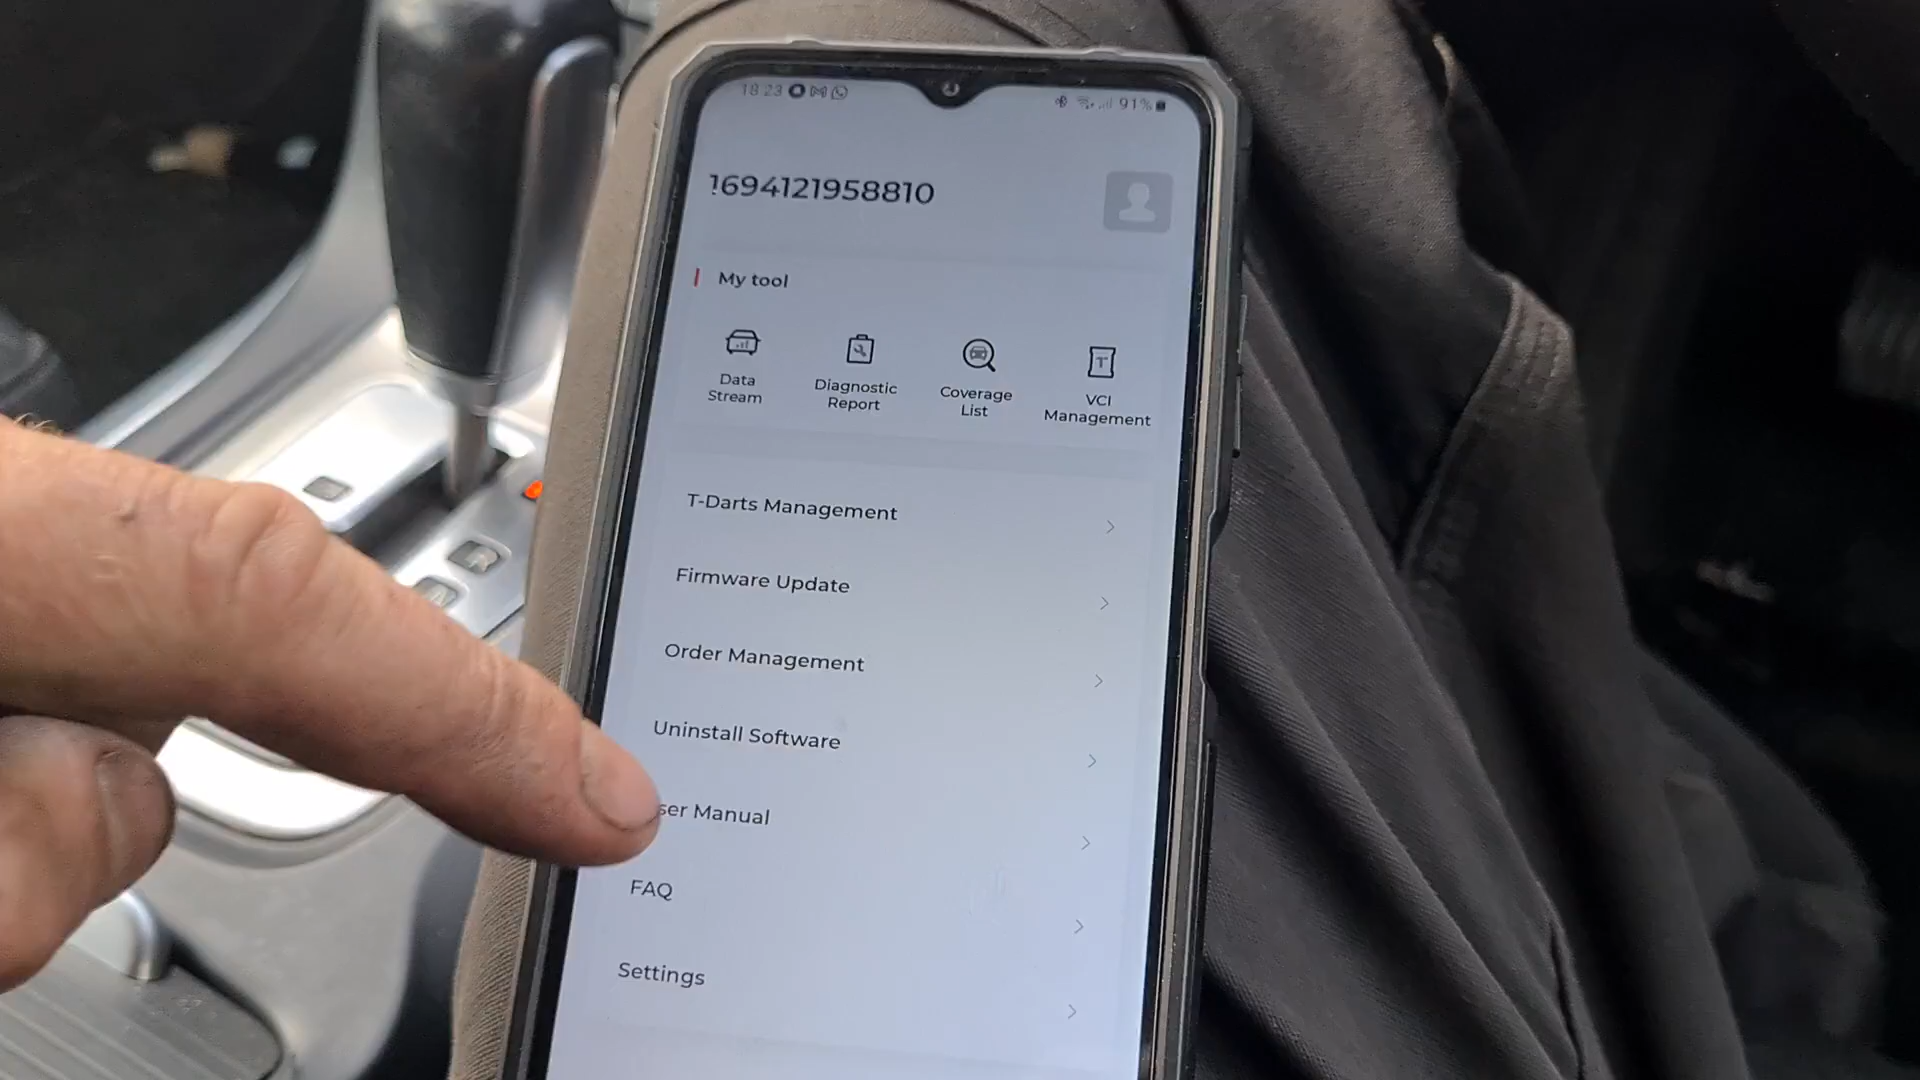 18:23
91%
1694121958810
My tool
Data
Stream
Diagnostic
Report
Coverage
List
VCI
Management
T-Darts Management
Firmware Update
Order Management
Uninstall Software
ser Manual
FAQ
Settings